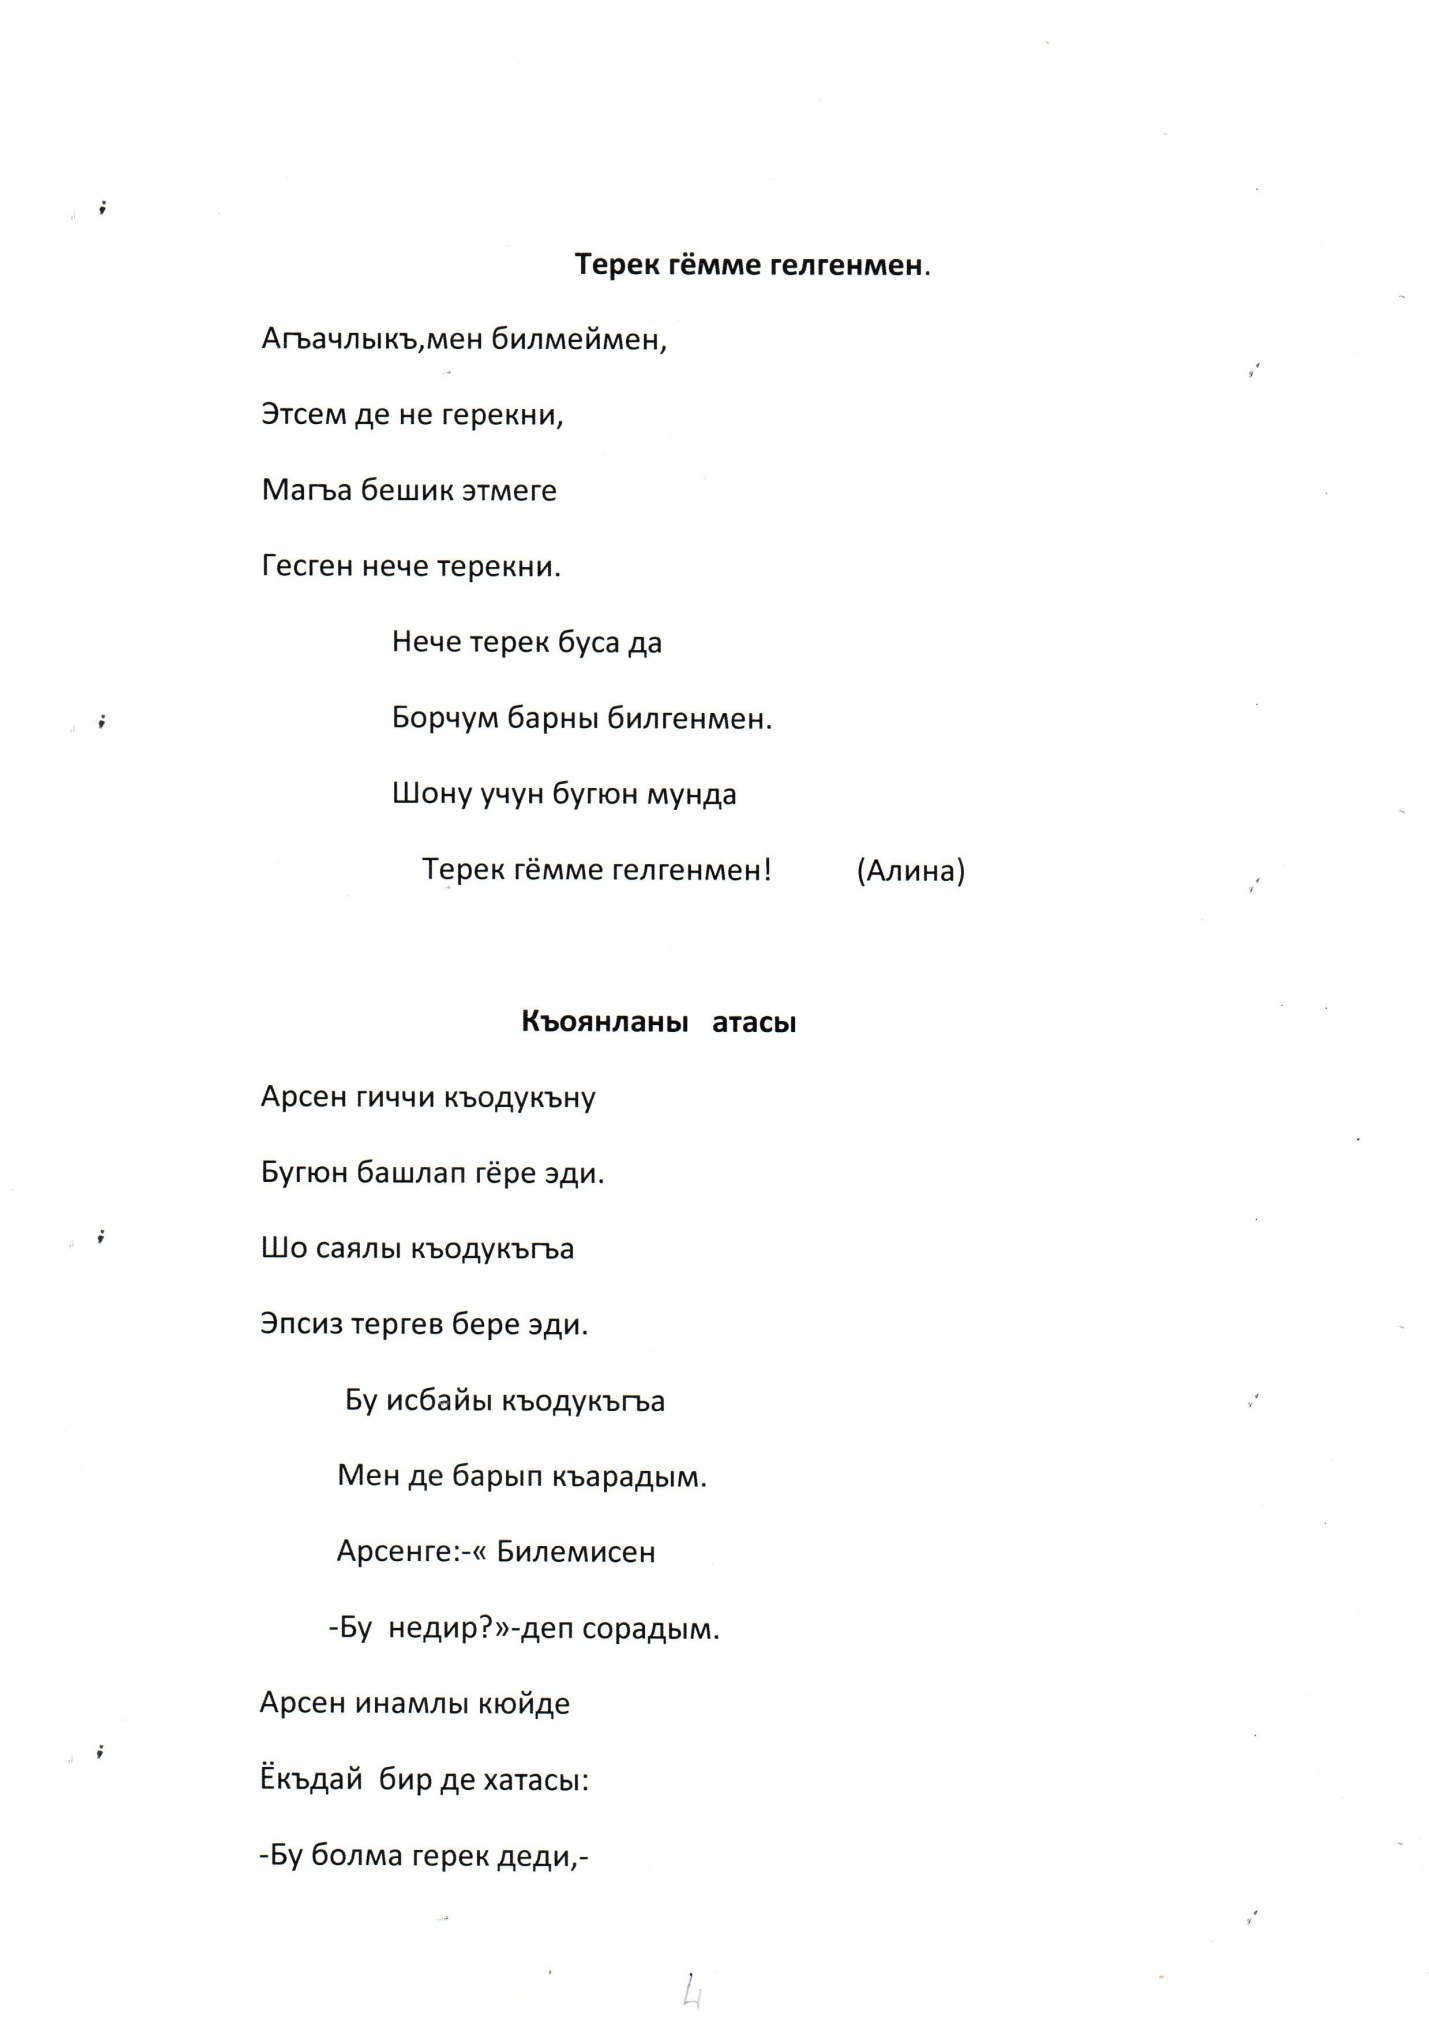 Терек гёмме гелгенмен.
Агъачлыкъ,мен билмеймен,
Этсем де не герекни,
Магъа бешик этмеге
Гесген нече терекни.
Нече терек буса да
Борчум барны билгенмен.
Шону учун бугюн мунда
Терек гёмме гелгенмен! (Алина)
Къоянланы атасы
Арсен гиччи къодукъну
Бугюн башлап гёре эди.
Шо саялы къодукъгъа
Эпсиз тергев бере эди.
Бу исбайы къодукъгъа
Мен де барып къарадым.
Арсенге:-« Билемисен
-Бу недир?»-деп сорадым.
Арсен инамлы кюйде
Ёкъдай бир де хатасы:
-Бу болма герек деди,-
4